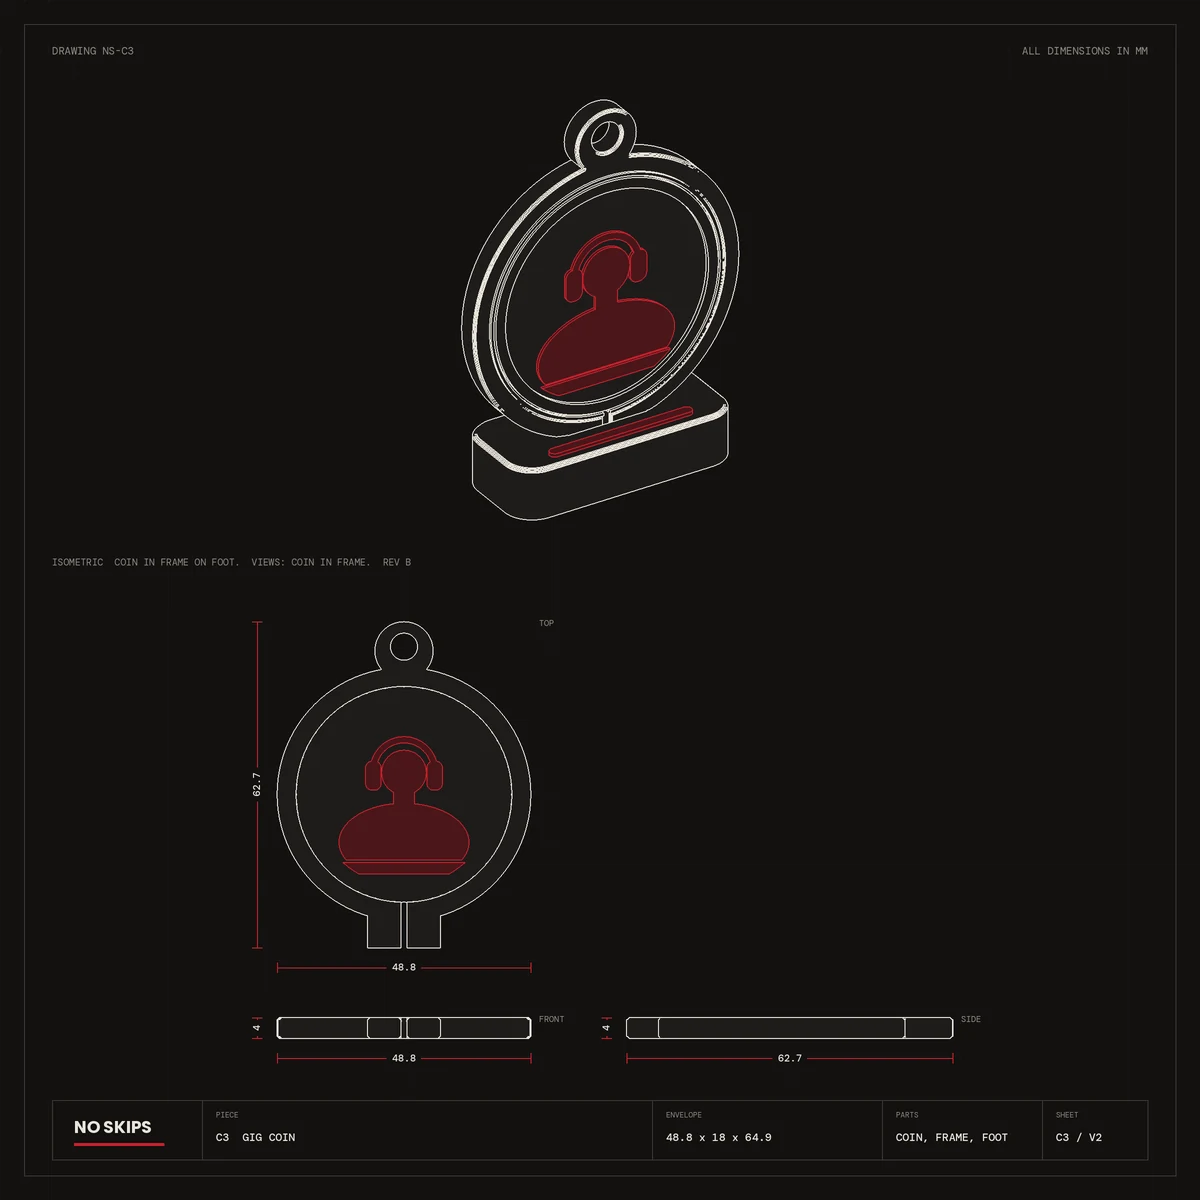 DRAWING NS-C3
ALL DIMENSIONS IN MM
ISOMETRIC COIN IN FRAME ON FOOT. VIEWS: COIN IN FRAME. REV B
TOP
62.7
48.8
4
FRONT
48.8
4
SIDE
62.7
NO SKIPS
PIECE
C3 GIG COIN
ENVELOPE
48.8 x 18 x 64.9
PARTS
COIN, FRAME, FOOT
SHEET
C3 / V2